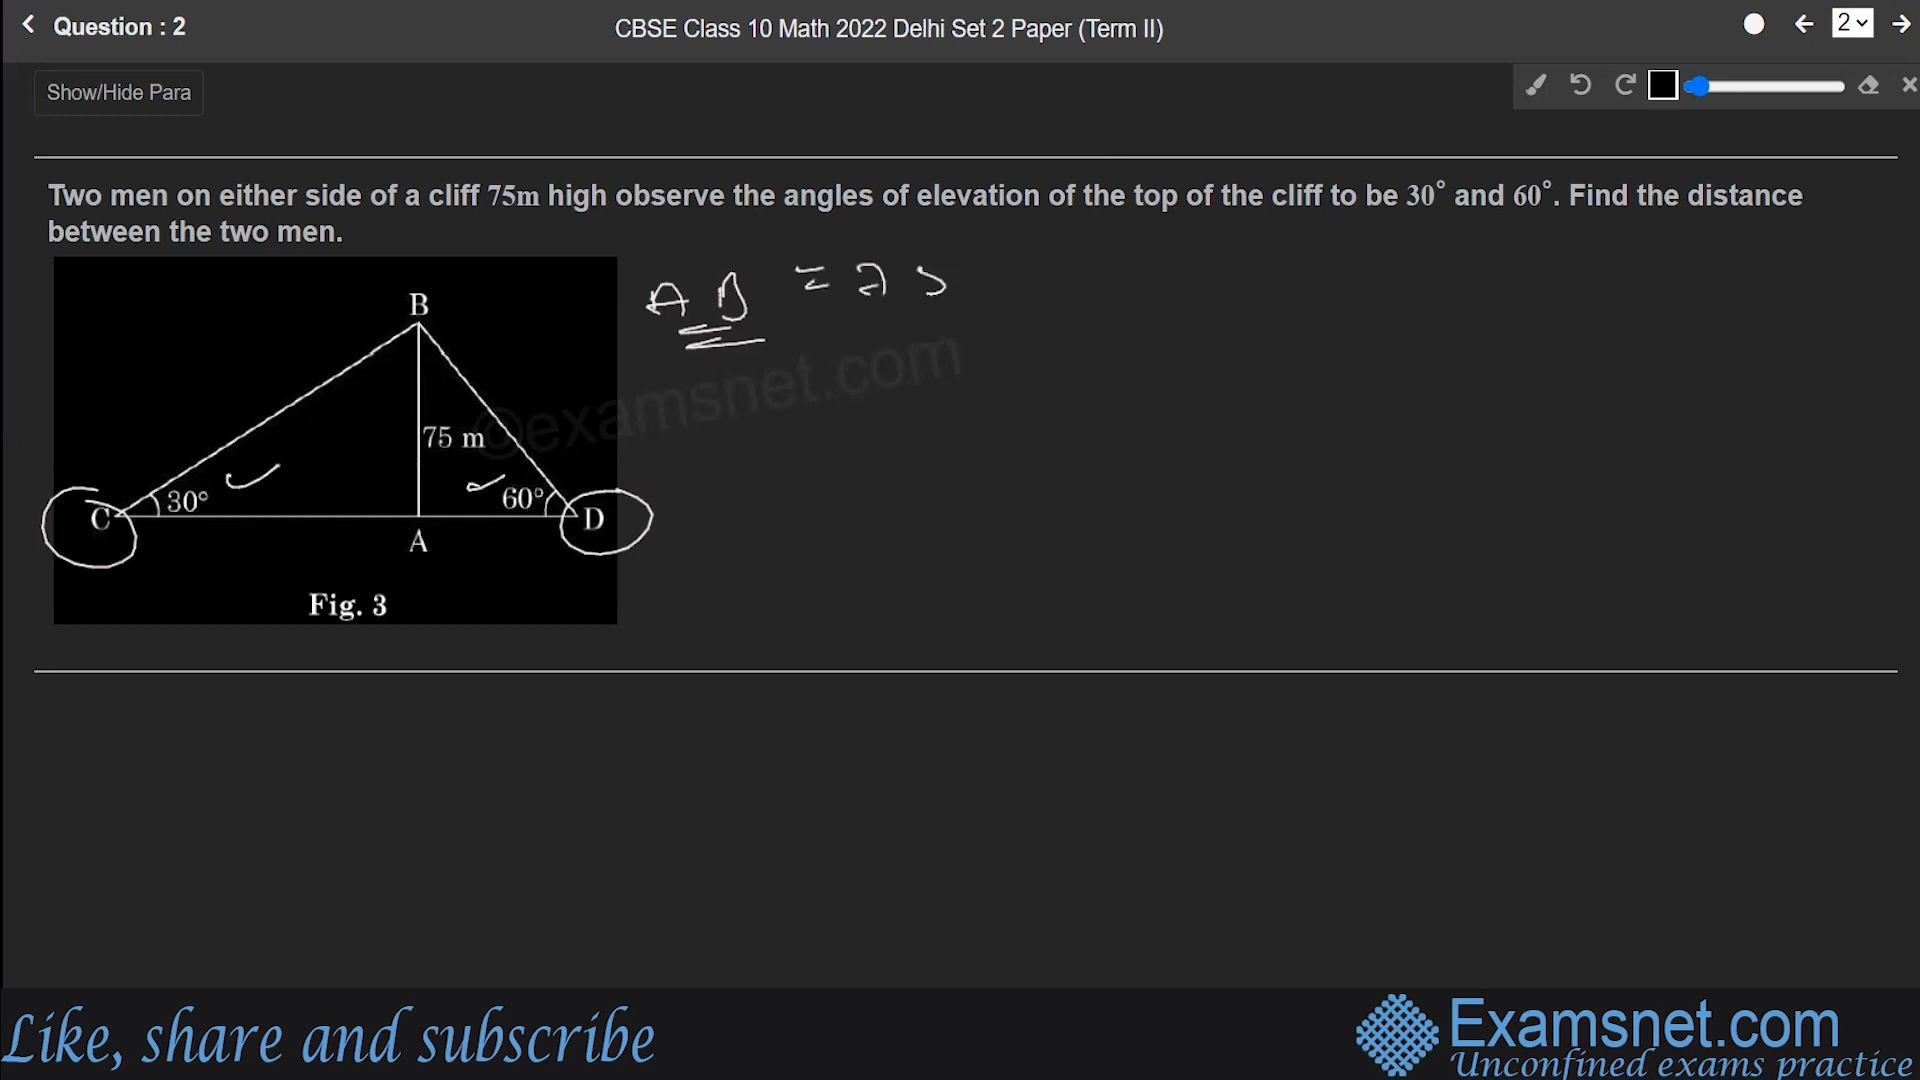 Question : 2
CBSE Class 10 Math 2022 Delhi Set 2 Paper (Term II)
2
Show/Hide Para
Two men on either side of a cliff 75m high observe the angles of elevation of the top of the cliff to be 30° and 60°. Find the distance
between the two men.
AB = 75
B
75 m
30°
60°
C
D
A
Fig. 3
©examsnet.com
Like, share and subscribe
Examsnet.com
Unconfined exams practice